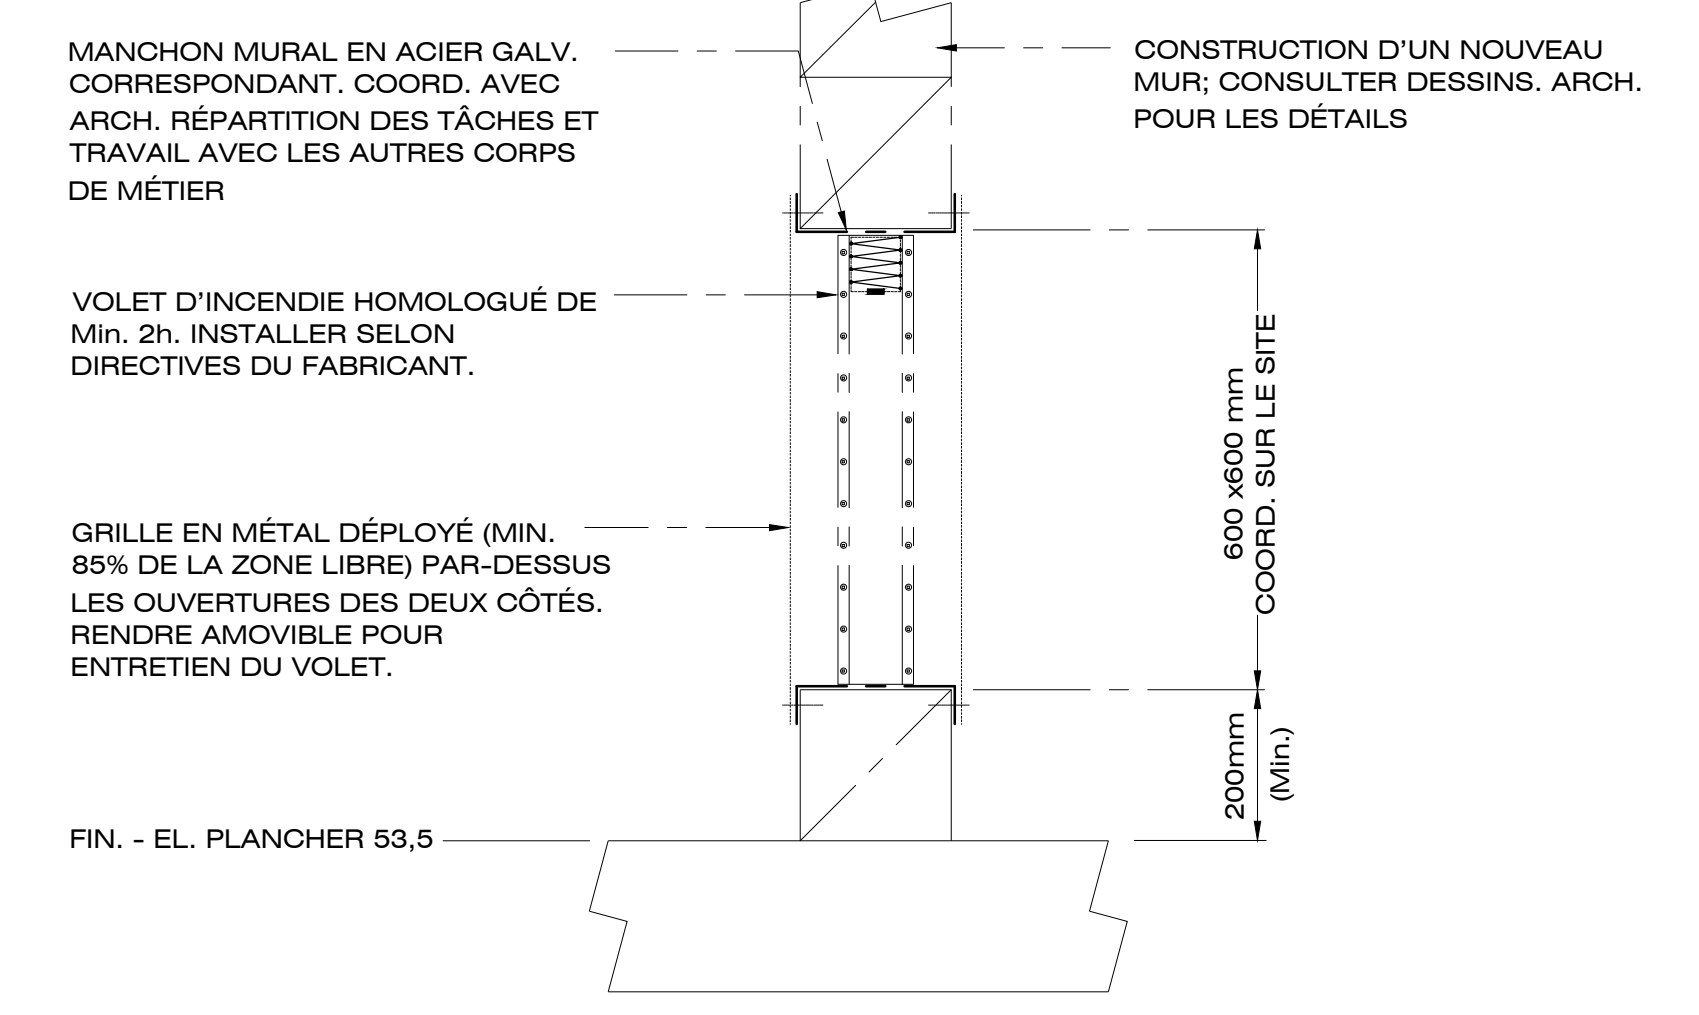 MANCHON MURAL EN ACIER GALV.
CORRESPONDANT. COORD. AVEC
ARCH. RÉPARTITION DES TÂCHES ET
TRAVAIL AVEC LES AUTRES CORPS
DE MÉTIER
CONSTRUCTION D'UN NOUVEAU
MUR; CONSULTER DESSINS. ARCH.
POUR LES DÉTAILS
VOLET D'INCENDIE HOMOLOGUÉ DE
Min. 2h. INSTALLER SELON
DIRECTIVES DU FABRICANT.
600 x600 mm
COORD. SUR LE SITE
GRILLE EN MÉTAL DÉPLOYÉ (MIN.
85% DE LA ZONE LIBRE) PAR-DESSUS
LES OUVERTURES DES DEUX CÔTÉS.
RENDRE AMOVIBLE POUR
ENTRETIEN DU VOLET.
200mm
(Min.)
FIN. - EL. PLANCHER 53,5